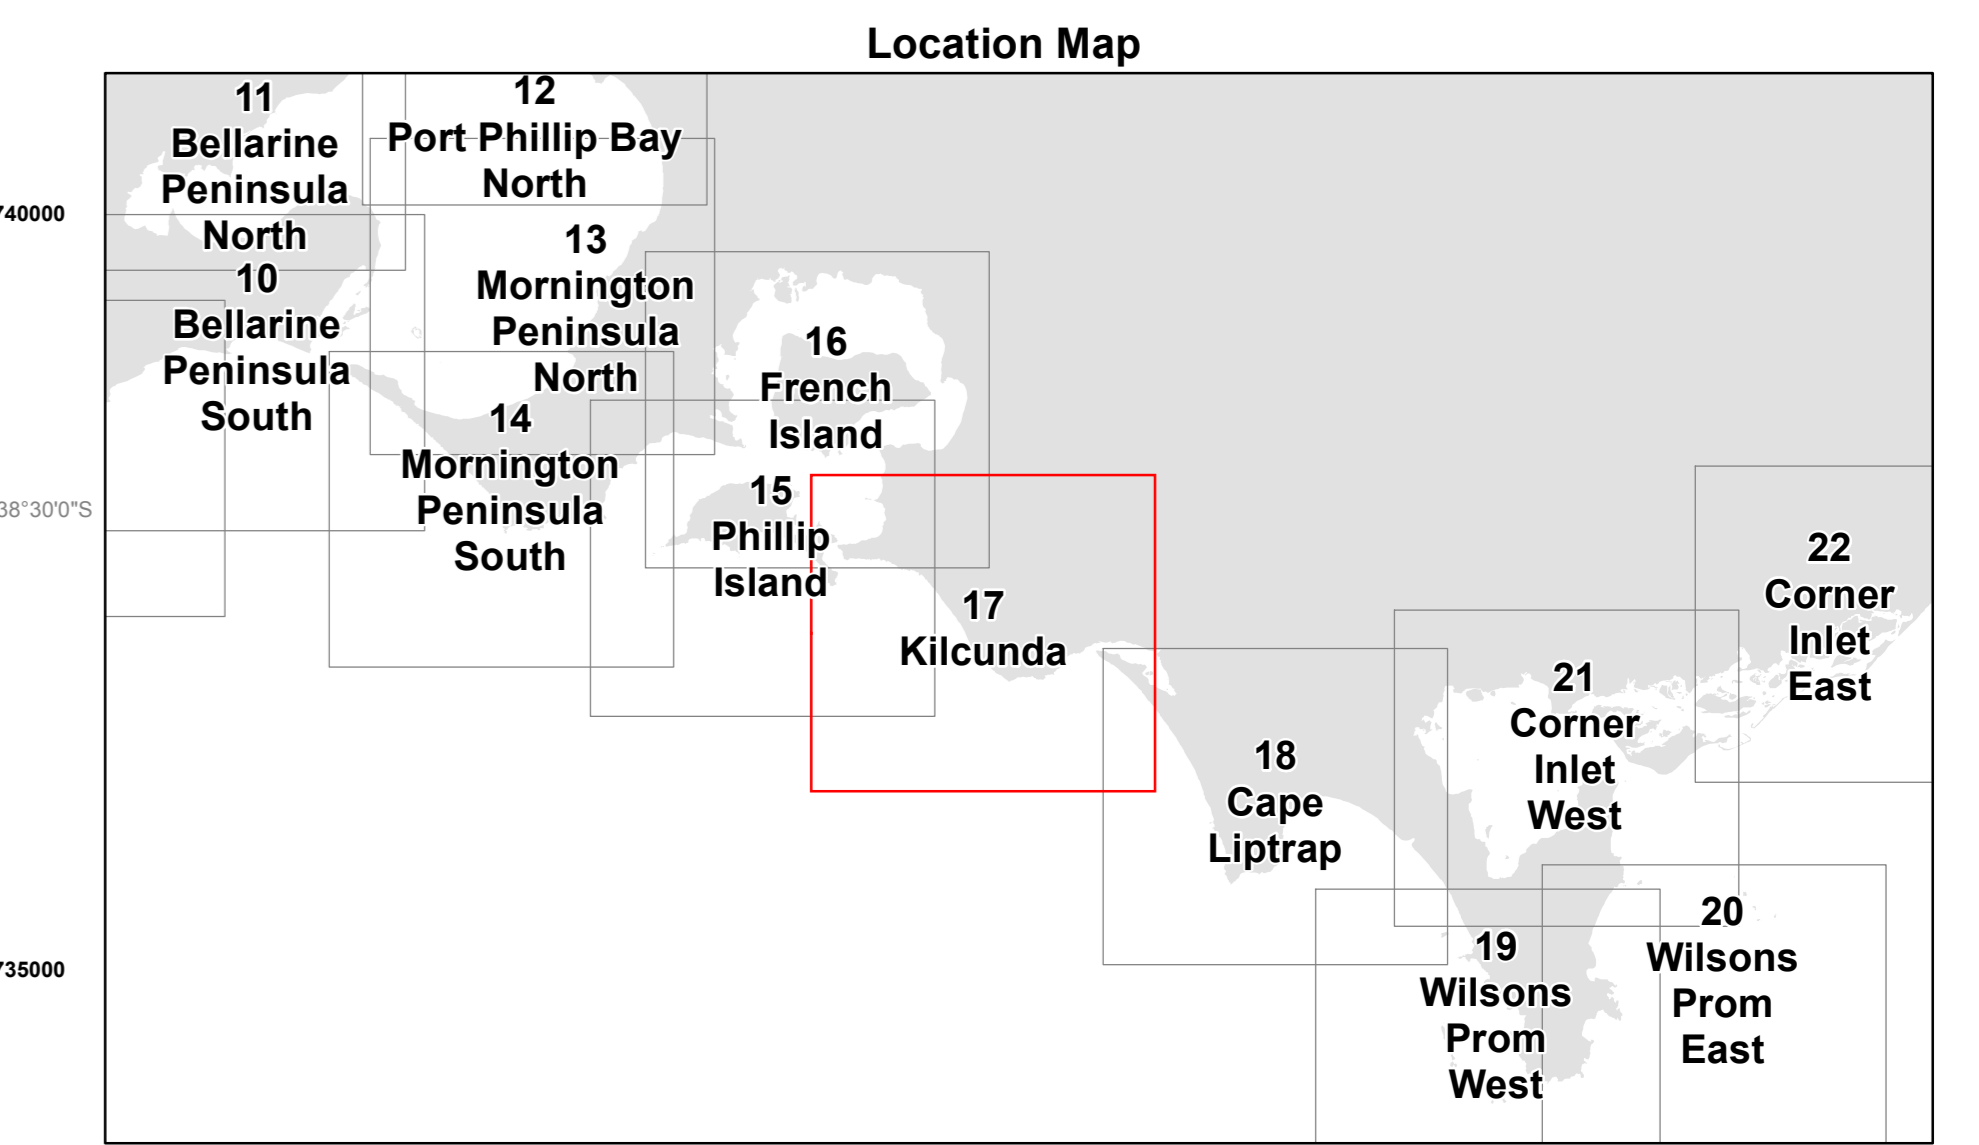 Location Map
11
Bellarine
Peninsula
North
12
Port Phillip Bay
North
740000
10
Bellarine
Peninsula
South
13
Mornington
Peninsula
North
16
French
Island
14
Mornington
Peninsula
South
15
Phillip
Island
38°30'0"S
17
Kilcunda
22
Corner
Inlet
East
21
Corner
Inlet
West
18
Cape
Liptrap
20
Wilsons
Prom
East
19
Wilsons
Prom
West
735000